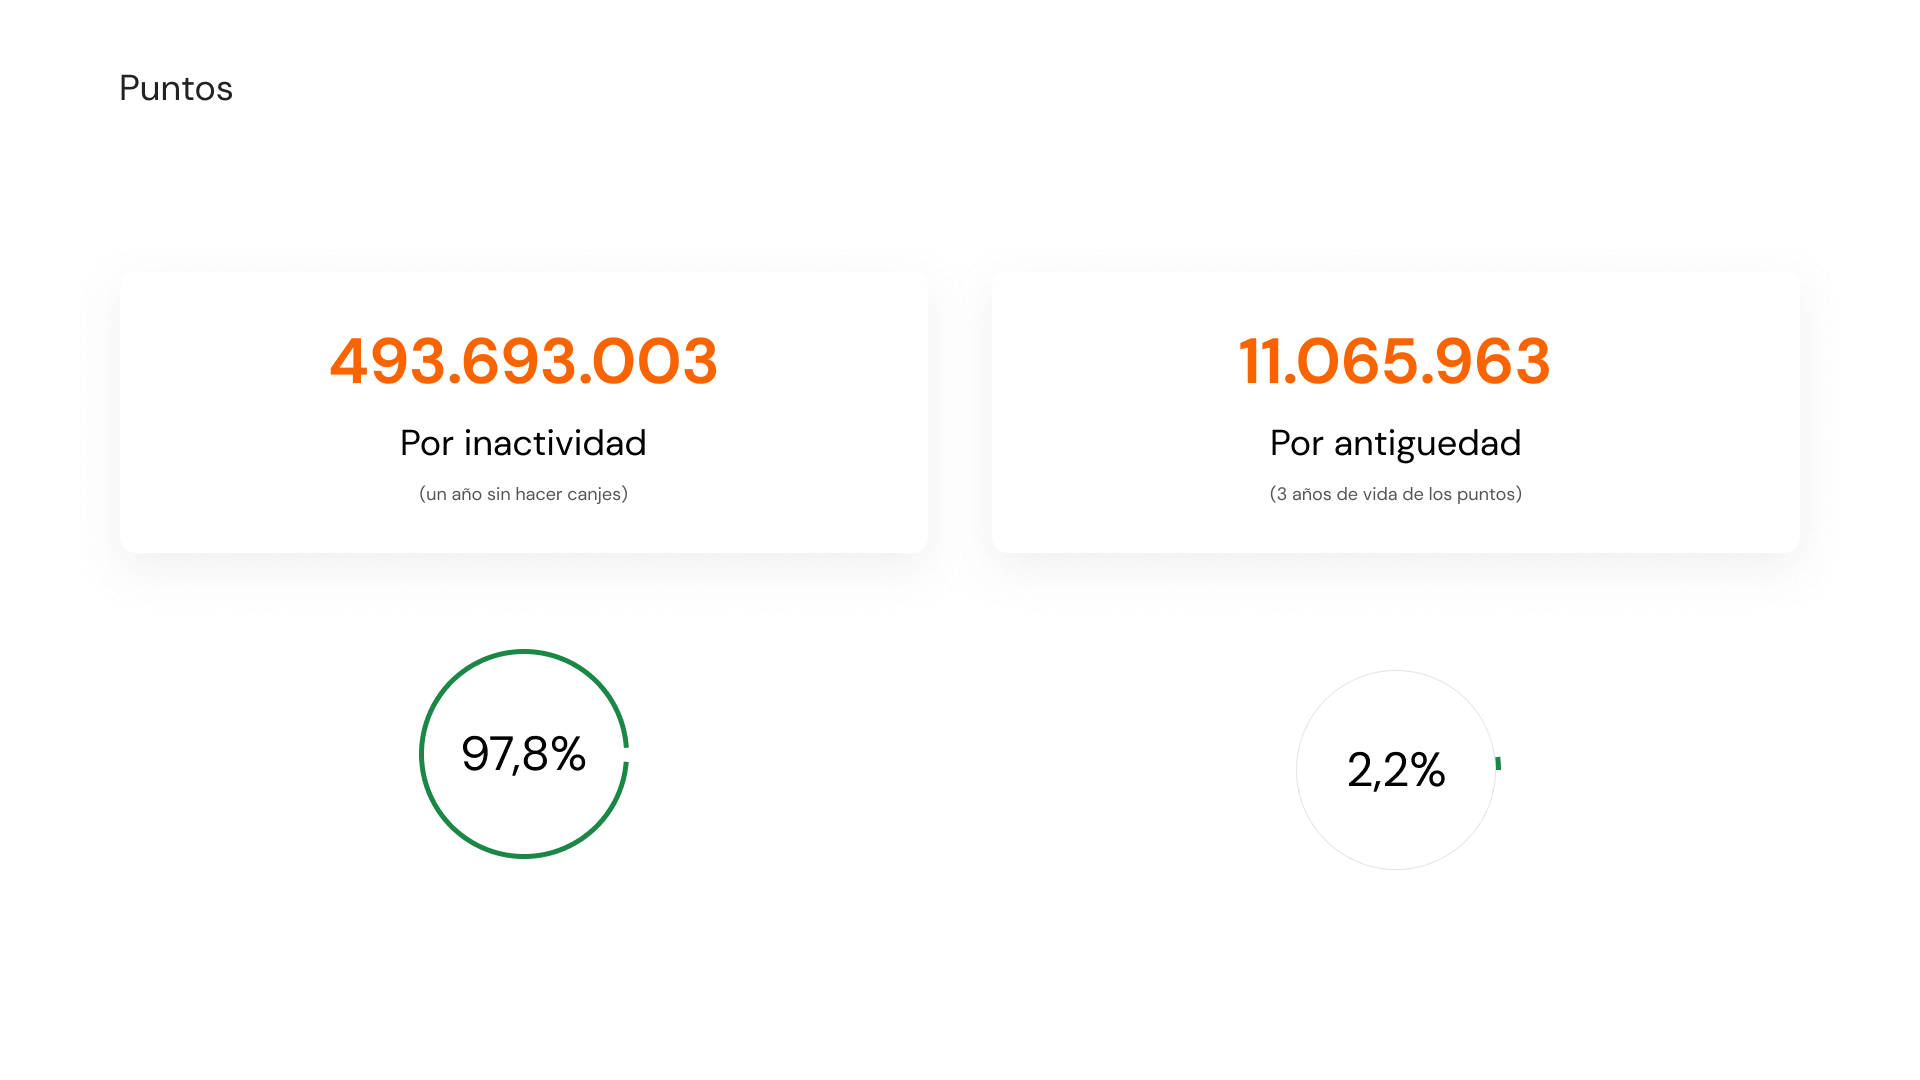 Puntos
493.693.003
Por inactividad
(un año sin hacer canjes)
11.065.963
Por antiguedad
(3 años de vida de los puntos)
97,8%
2,2%